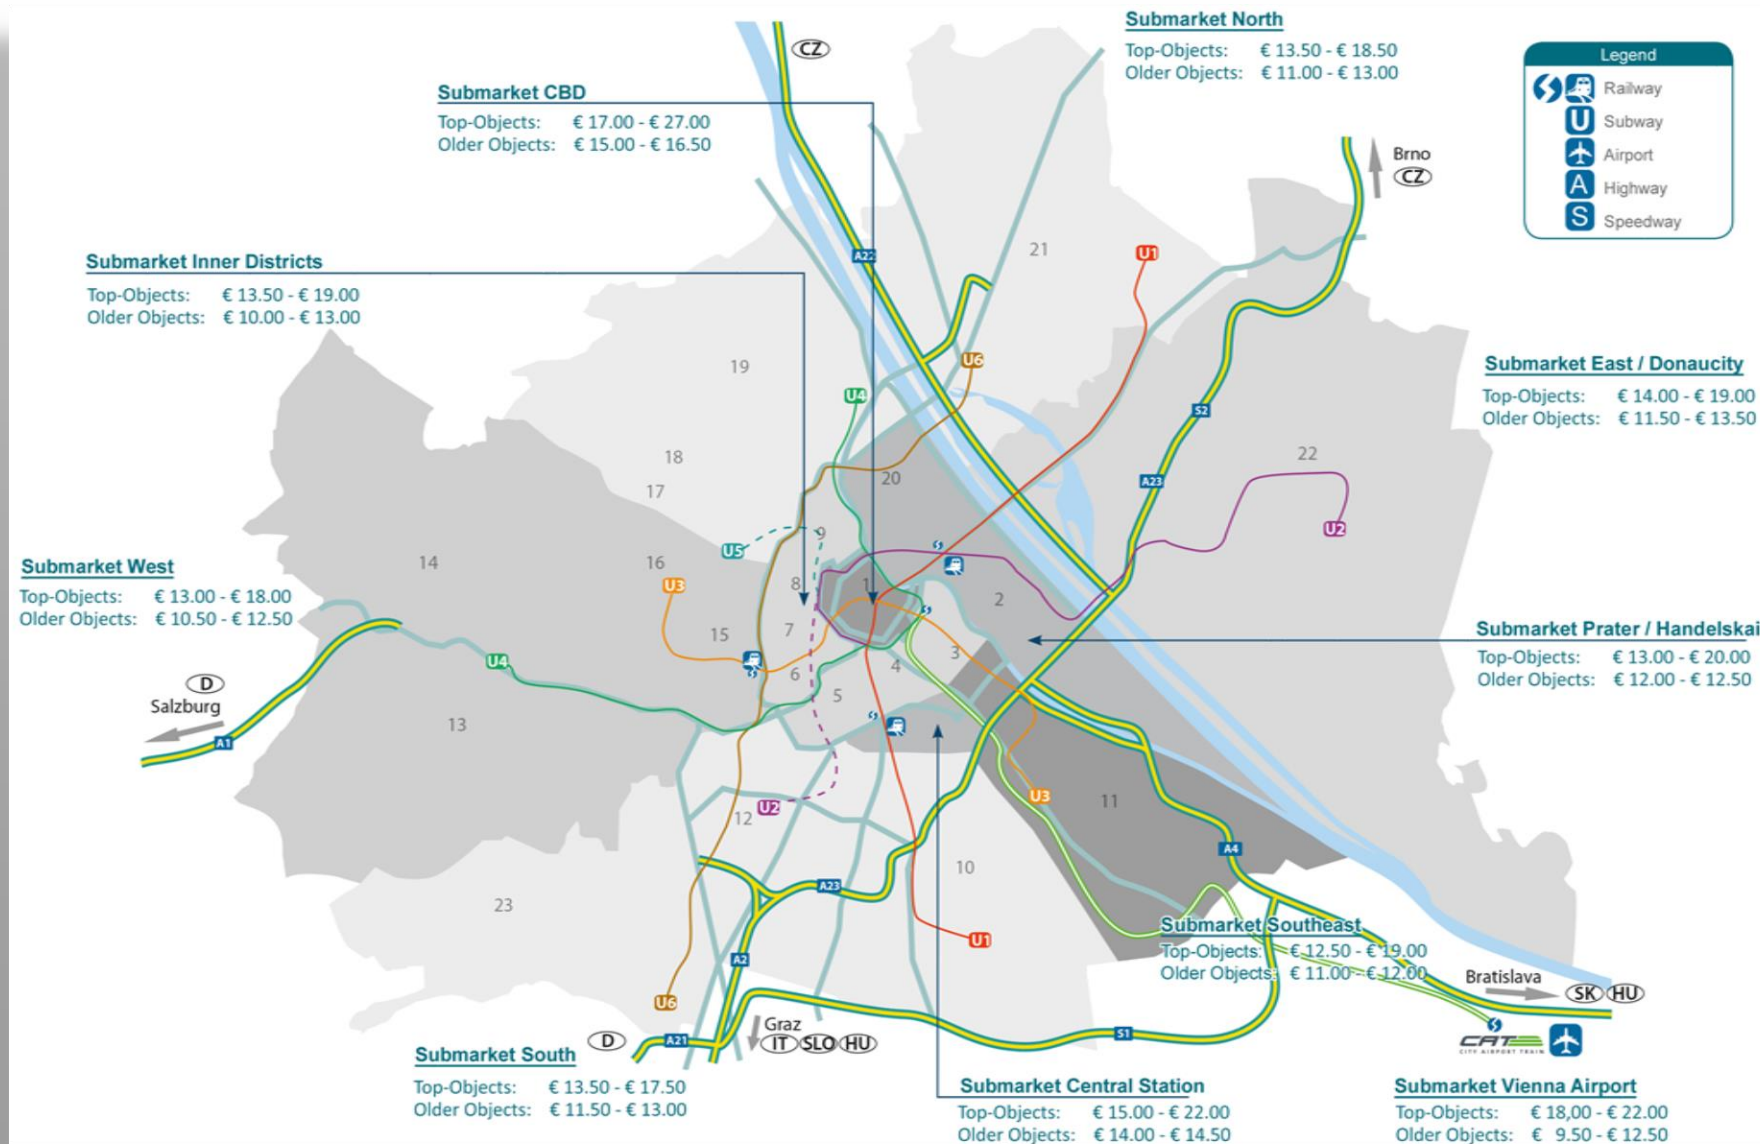 Submarket North
Top-Objects: € 13.50 - € 18.50
Older Objects: € 11.00 - € 13.00
Legend
Railway
U Subway
Airport
A Highway
S Speedway
CZ
Submarket CBD
Top-Objects: € 17.00 - € 27.00
Older Objects: € 15.00 - € 16.50
Brno
CZ
Submarket Inner Districts
Top-Objects: € 13.50 - € 19.00
Older Objects: € 10.00 - € 13.00
A22
21
U1
19
U6
U4
Submarket East / Donaucity
Top-Objects: € 14.00 - € 19.00
Older Objects: € 11.50 - € 13.50
S2
18
17
20
A23
22
U2
Submarket West
Top-Objects: € 13.00 - € 18.00
Older Objects: € 10.50 - € 12.50
14
16
U5
9
U3
8
1
2
15
7
Submarket Prater / Handelskai
Top-Objects: € 13.00 - € 20.00
Older Objects: € 12.00 - € 12.50
U4
6
4
3
5
D
Salzburg
A1
13
U2
12
U3
11
A4
10
A23
23
U1
A2
Submarket Southeast
Top-Objects: € 12.50 - € 19.00
Older Objects: € 11.00 - € 12.00
Bratislava
SK HU
U6
D
A21
Graz
IT SLO HU
S1
CAT
CITY AIRPORT TRAIN
Submarket South
Top-Objects: € 13.50 - € 17.50
Older Objects: € 11.50 - € 13.00
Submarket Central Station
Top-Objects: € 15.00 - € 22.00
Older Objects: € 14.00 - € 14.50
Submarket Vienna Airport
Top-Objects: € 18,00 - € 22.00
Older Objects: € 9.50 - € 12.50